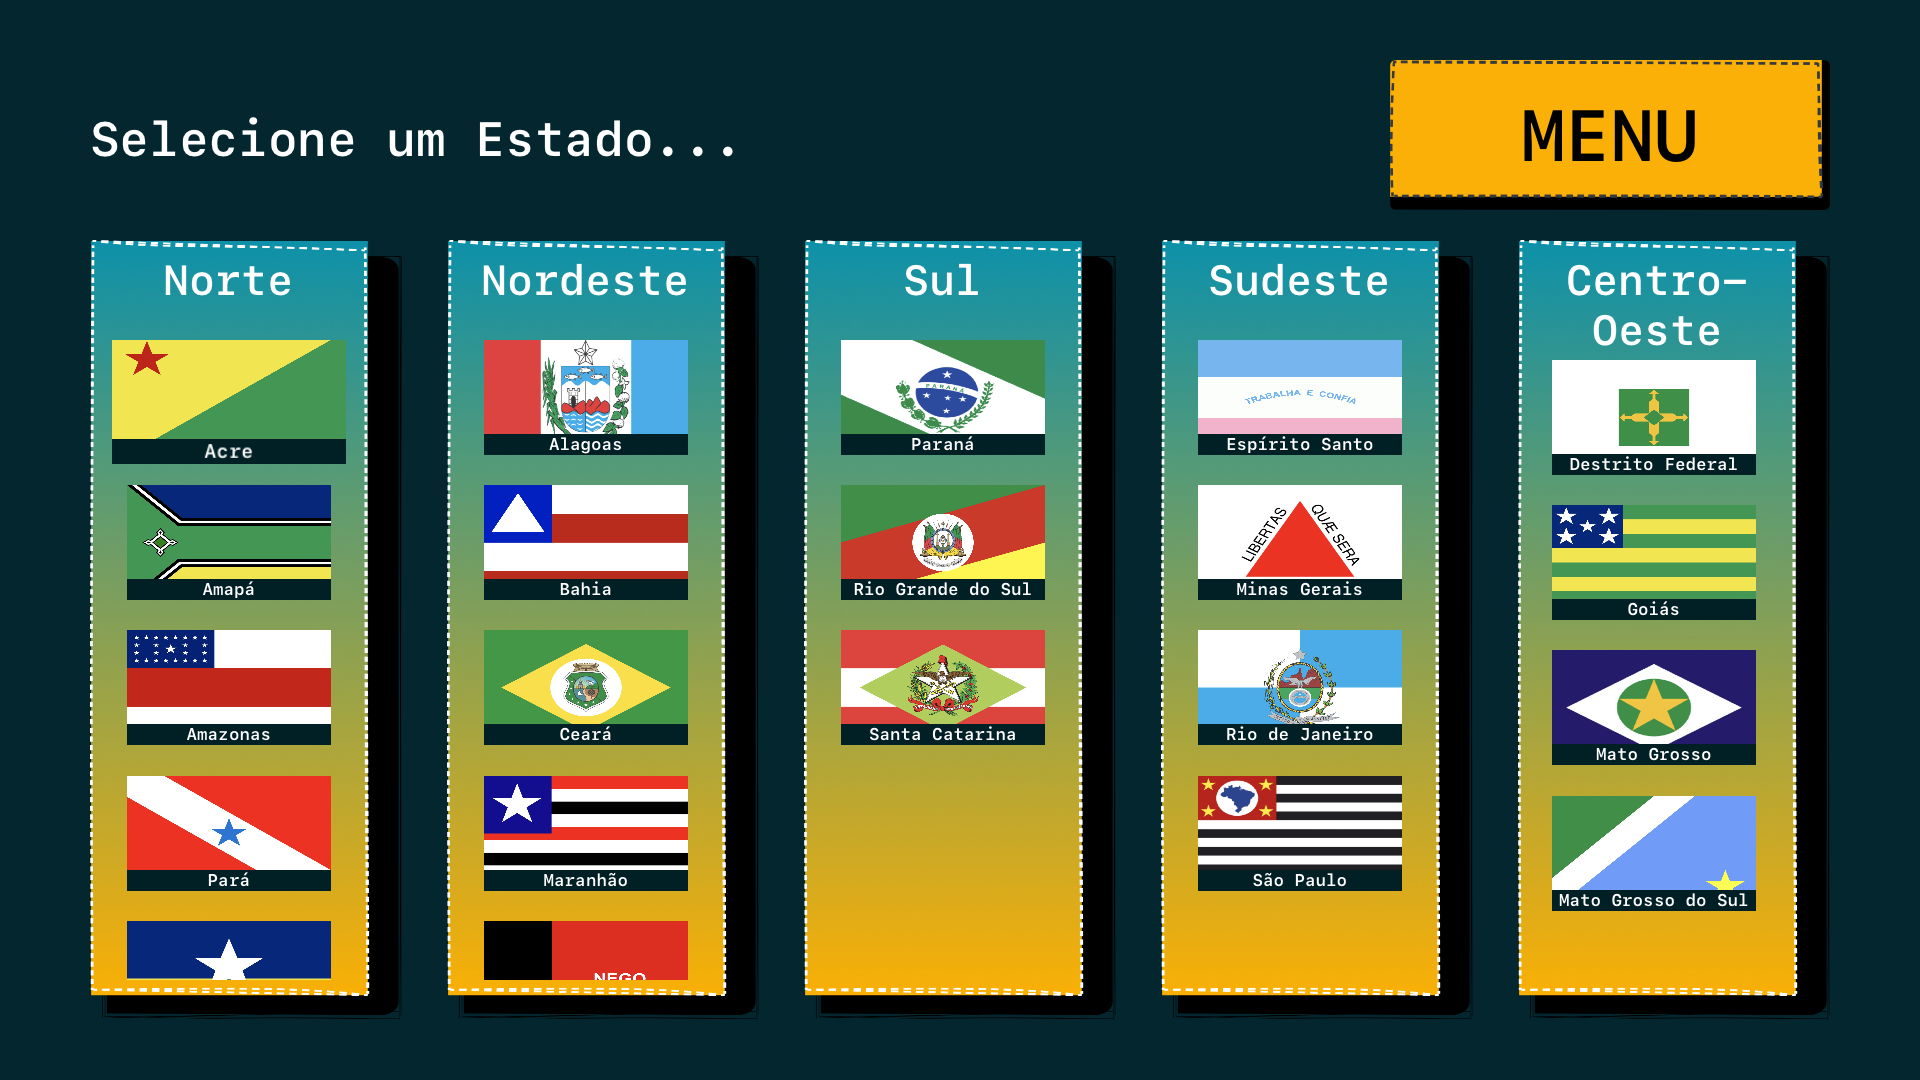 Selecione um Estado...
MENU
Norte
Acre
Amapá
Amazonas
Pará
Nordeste
Alagoas
Bahia
Ceará
Maranhão
NEGO
Sul
PARANÁ
Paraná
Rio Grande do Sul
Santa Catarina
Sudeste
TRABALHA E CONFIA
Espírito Santo
LIBERTAS QUÆ SERA
Minas Gerais
Rio de Janeiro
São Paulo
Centro-
Oeste
Destrito Federal
Goiás
Mato Grosso
Mato Grosso do Sul